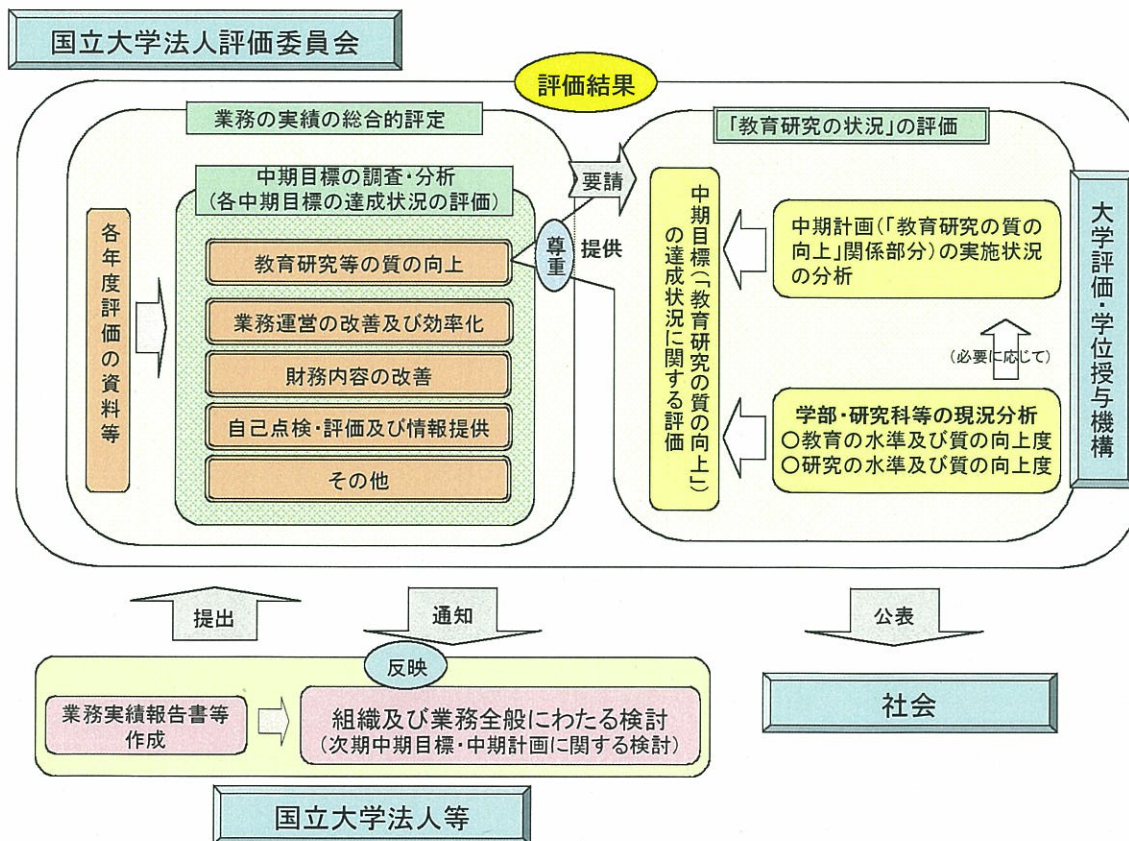 国立大学法人評価委員会
評価結果
業務の実績の総合的評定
中期目標の調査・分析
(各中期目標の達成状況の評価)
各年度評価の資料等
教育研究等の質の向上
業務運営の改善及び効率化
財務内容の改善
自己点検・評価及び情報提供
その他
要請
尊重
提供
「教育研究の状況」の評価
中期目標(「教育研究の質の向上」)
の達成状況に関する評価
中期計画(「教育研究の質の
向上」関係部分)の実施状況
の分析
(必要に応じて)
学部・研究科等の現況分析
○教育の水準及び質の向上度
○研究の水準及び質の向上度
大学評価・学位授与機構
提出
通知
公表
反映
業務実績報告書等
作成
組織及び業務全般にわたる検討
(次期中期目標・中期計画に関する検討)
国立大学法人等
社会